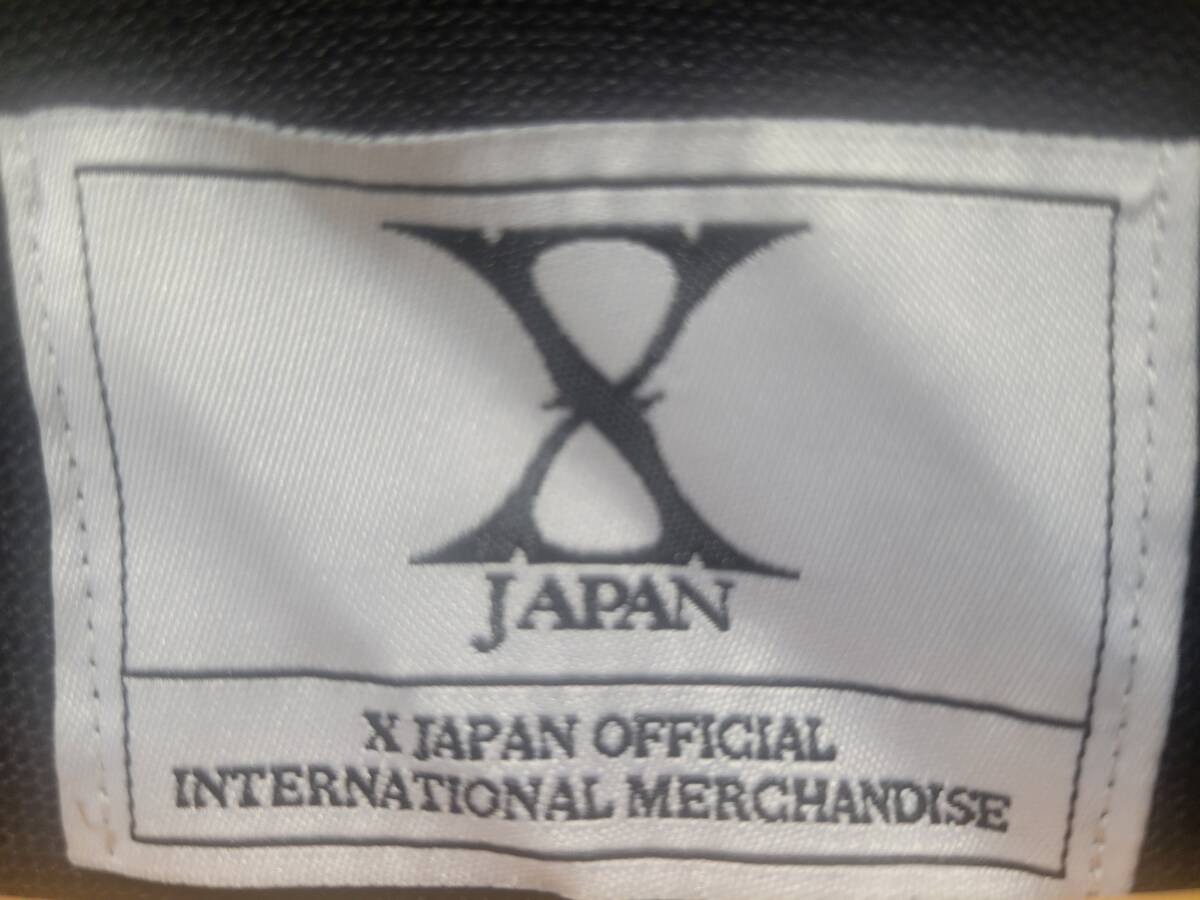 X
JAPAN
X JAPAN OFFICIAL
INTERNATIONAL MERCHANDISE